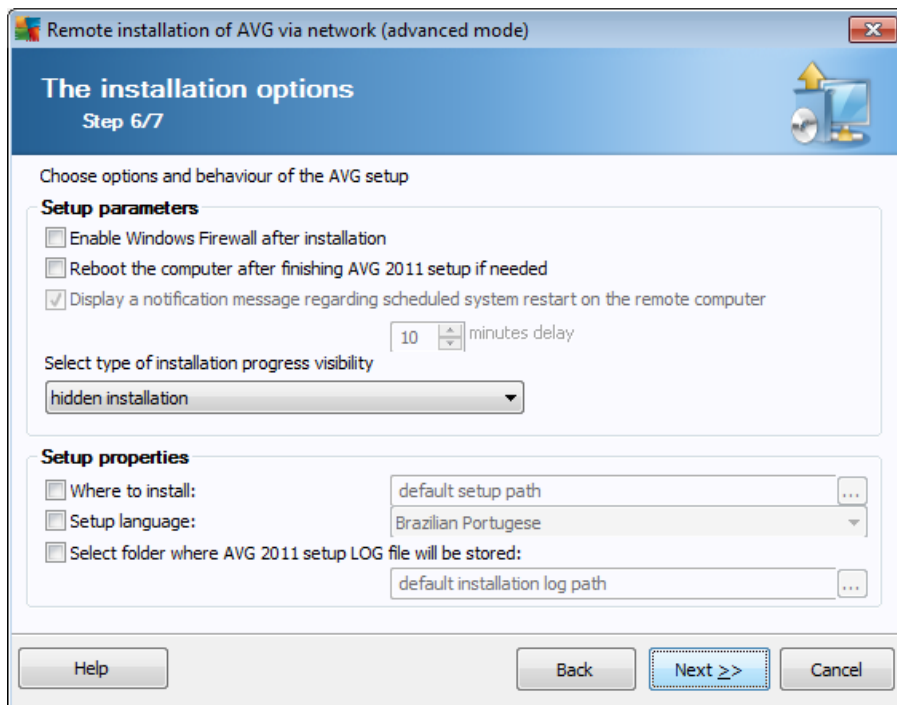 Remote installation of AVG via network (advanced mode)
The installation options
Step 6/7
Choose options and behaviour of the AVG setup
Setup parameters
Enable Windows Firewall after installation
Reboot the computer after finishing AVG 2011 setup if needed
Display a notification message regarding scheduled system restart on the remote computer
10 minutes delay
Select type of installation progress visibility
hidden installation
Setup properties
Where to install: default setup path ...
Setup language: Brazilian Portugese
Select folder where AVG 2011 setup LOG file will be stored:
default installation log path ...
Help Back Next >> Cancel